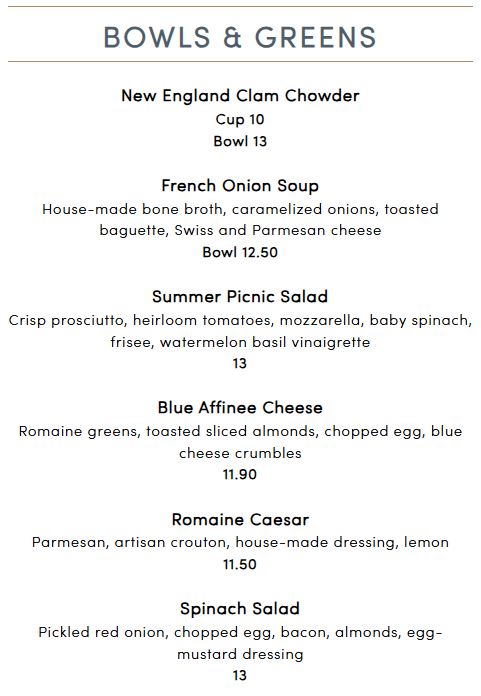 BOWLS & GREENS
New England Clam Chowder
Cup 10
Bowl 13
French Onion Soup
House-made bone broth, caramelized onions, toasted
baguette, Swiss and Parmesan cheese
Bowl 12.50
Summer Picnic Salad
Crisp prosciutto, heirloom tomatoes, mozzarella, baby spinach,
frisee, watermelon basil vinaigrette
13
Blue Affinee Cheese
Romaine greens, toasted sliced almonds, chopped egg, blue
cheese crumbles
11.90
Romaine Caesar
Parmesan, artisan crouton, house-made dressing, lemon
11.50
Spinach Salad
Pickled red onion, chopped egg, bacon, almonds, egg-
mustard dressing
13